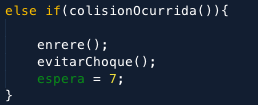 else if(colisionOcurrida()){
enrere();
evitarChoque();
espera = 7;
}